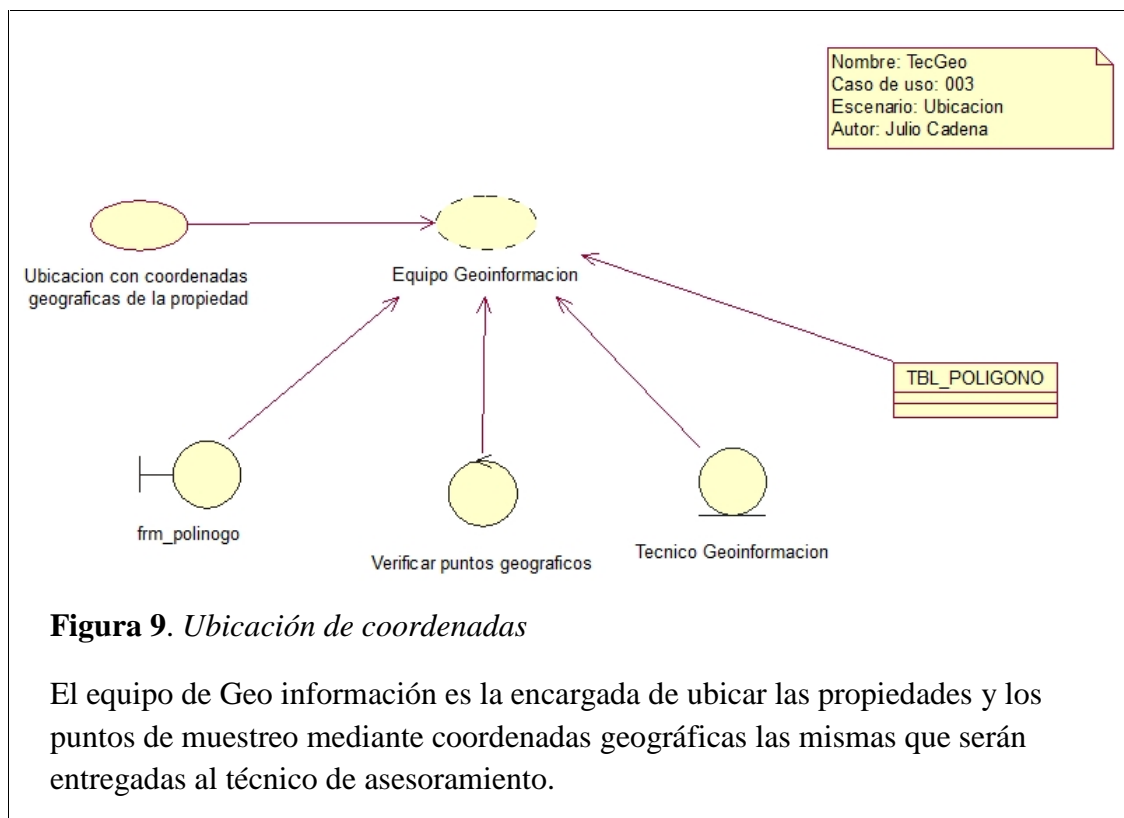 Nombre: TecGeo
Caso de uso: 003
Escenario: Ubicacion
Autor: Julio Cadena
Ubicacion con coordenadas
geograficas de la propiedad
Equipo Geoinformacion
TBL_POLIGONO
frm_polinogo
Verificar puntos geograficos
Tecnico Geoinformacion
Figura 9. Ubicación de coordenadas
El equipo de Geo información es la encargada de ubicar las propiedades y los
puntos de muestreo mediante coordenadas geográficas las mismas que serán
entregadas al técnico de asesoramiento.